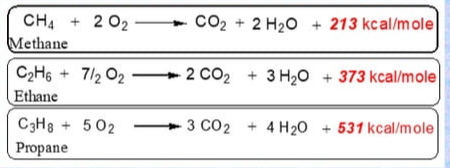 CH₄ + 2 O₂ ⟶ CO₂ + 2 H₂O + 213 kcal/mole
Methane
C₂H₆ + 7/2 O₂ ⟶ 2 CO₂ + 3 H₂O + 373 kcal/mole
Ethane
C₃H₈ + 5 O₂ ⟶ 3 CO₂ + 4 H₂O + 531 kcal/mole
Propane